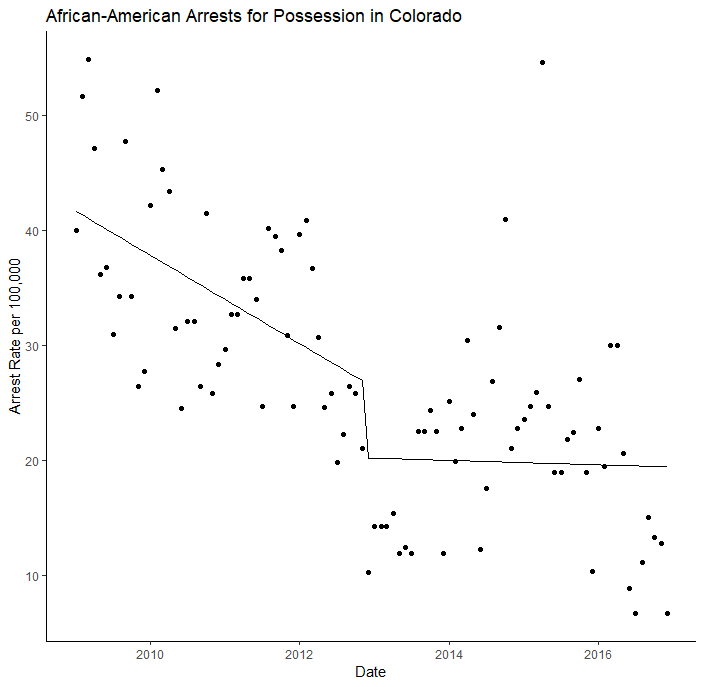 African-American Arrests for Possession in Colorado
Arrest Rate per 100,000
50
40
30
20
10
2010 2012 2014 2016
Date